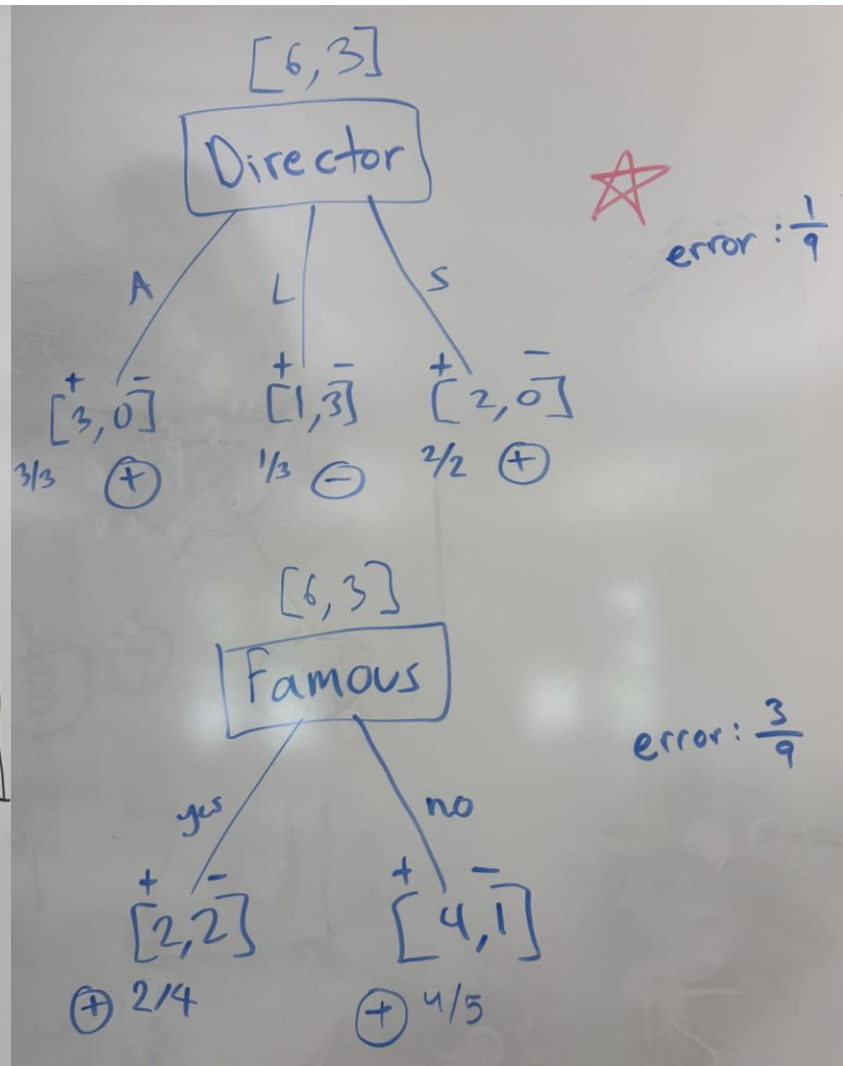 [6,3]
Director
error: 1/9
A L S
+ - + - + -
[3,0] [1,3] [2,0]
3/3 + 1/3 - 2/2 +
[6,3]
Famous
error: 3/9
yes no
+ - + -
[2,2] [4,1]
+ 2/4 + 4/5